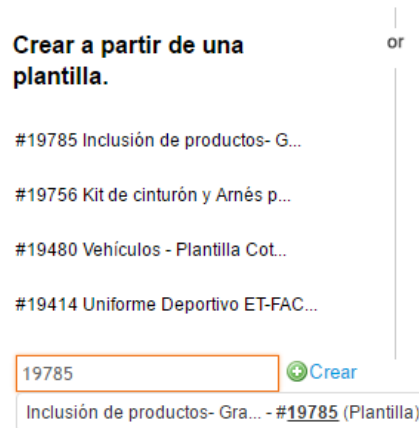 Crear a partir de una
or
plantilla.
#19785 Inclusión de productos- G...
#19756 Kit de cinturón y Arnés p...
#19480 Vehículos - Plantilla Cot...
#19414 Uniforme Deportivo ET-FAC...
19785 Crear
Inclusión de productos- Gra... - #19785 (Plantilla)